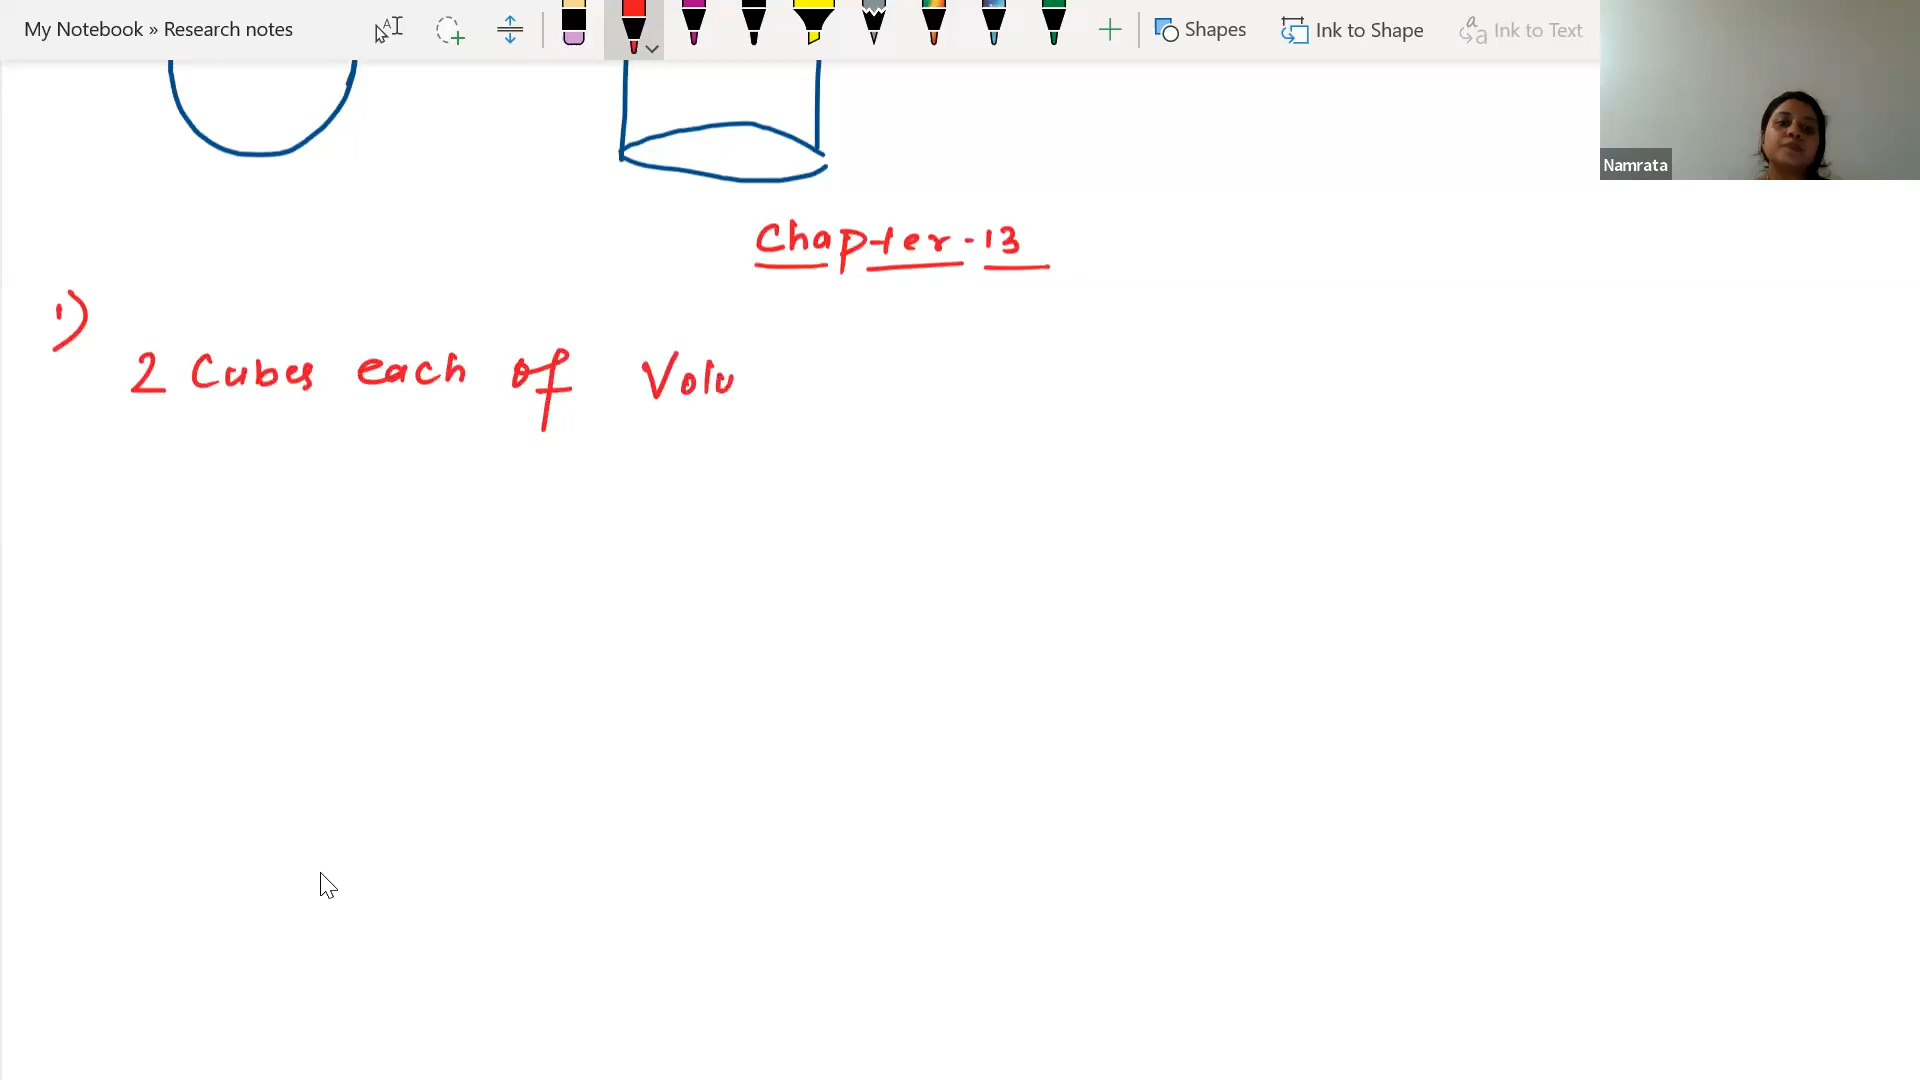 My Notebook » Research notes
Shapes
Ink to Shape
Ink to Text
Namrata
Chapter-13
1)
2 Cubes each of Volu